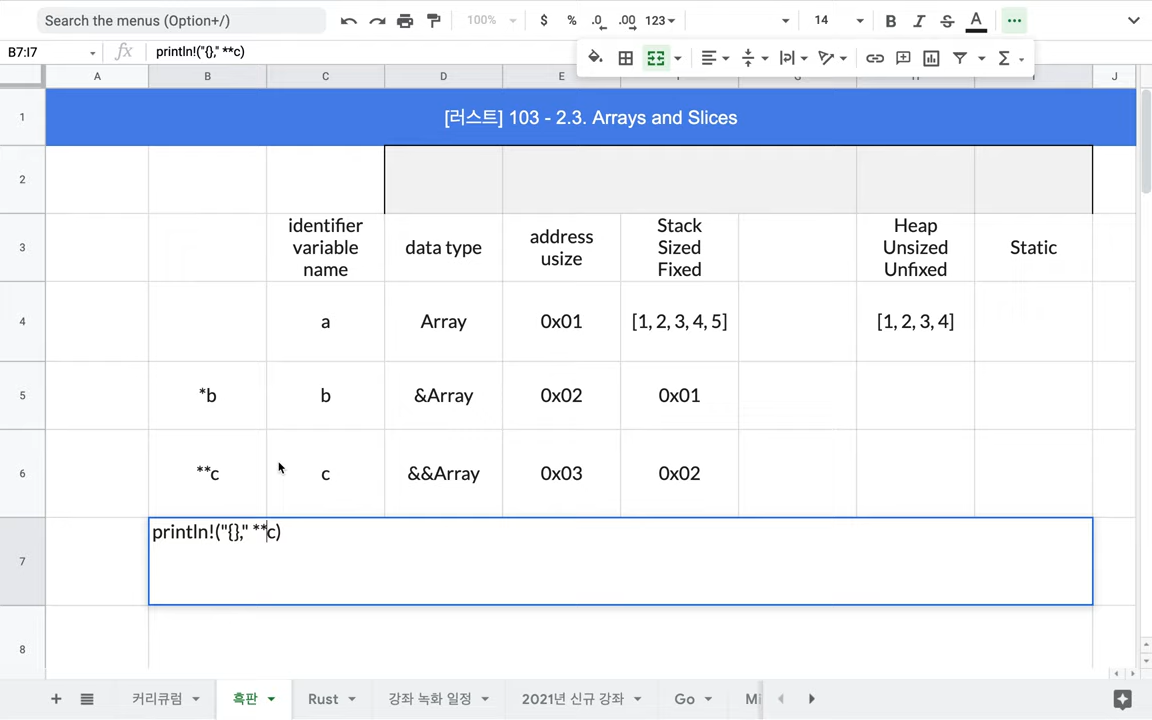 Search the menus (Option+/)
100%
$ % .0 .00 123
14
B I S A
B7:I7
fx
println!("{}," **c)
A B C D E F G H I J
1
[러스트] 103 - 2.3. Arrays and Slices
2
3
identifier
variable
name
data type
address
usize
Stack
Sized
Fixed
Heap
Unsized
Unfixed
Static
4
a
Array
0x01
[1, 2, 3, 4, 5]
[1, 2, 3, 4]
5
*b
b
&Array
0x02
0x01
6
**c
c
&&Array
0x03
0x02
7
println!("{}," **c)
8
커리큘럼
흑판
Rust
강좌 녹화 일정
2021년 신규 강좌
Go
Mi